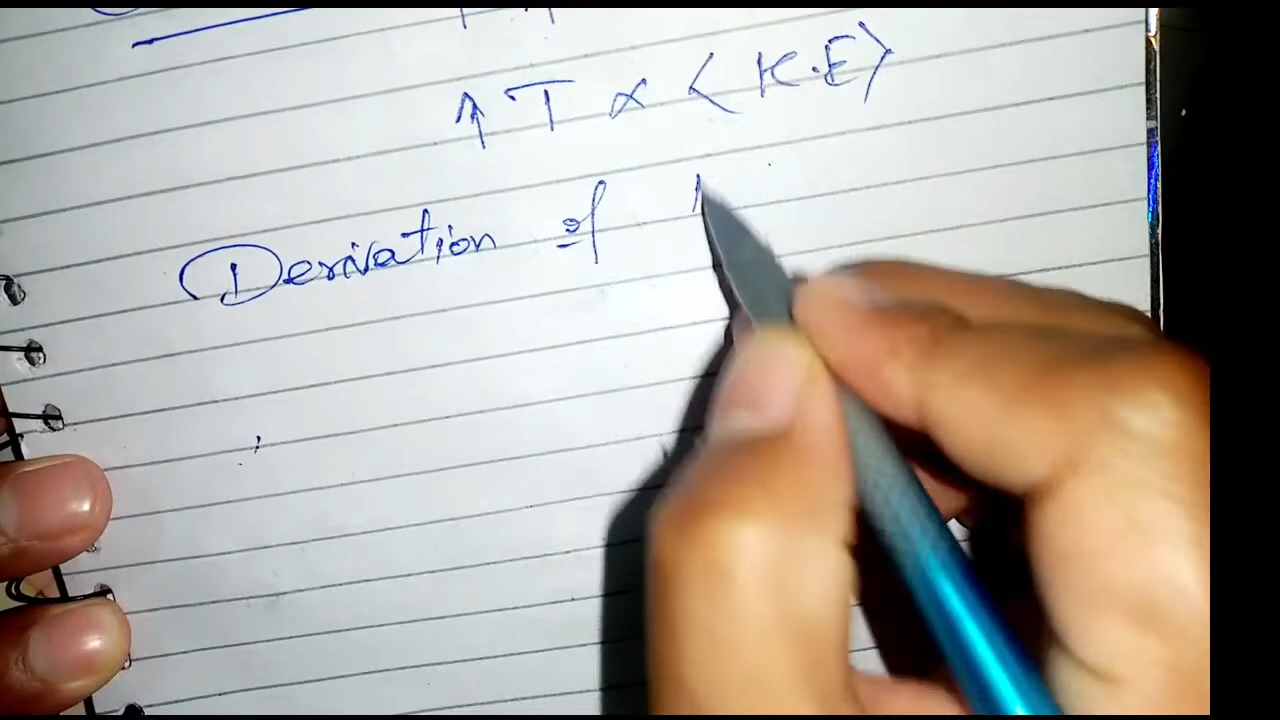 ↑ T ∝ < K.E >
Derivation of